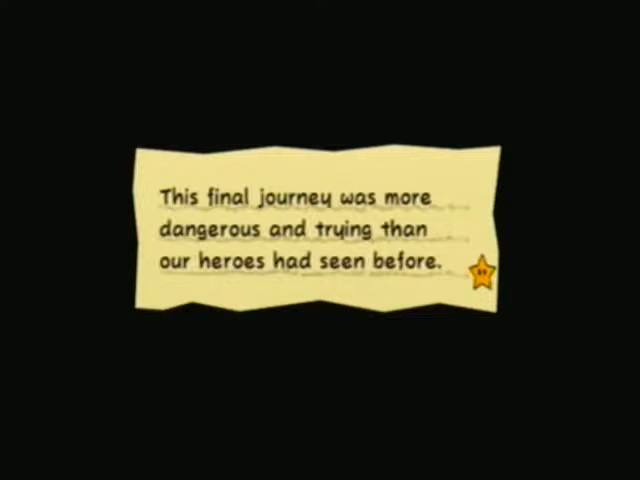 This final journey was more
dangerous and trying than
our heroes had seen before.